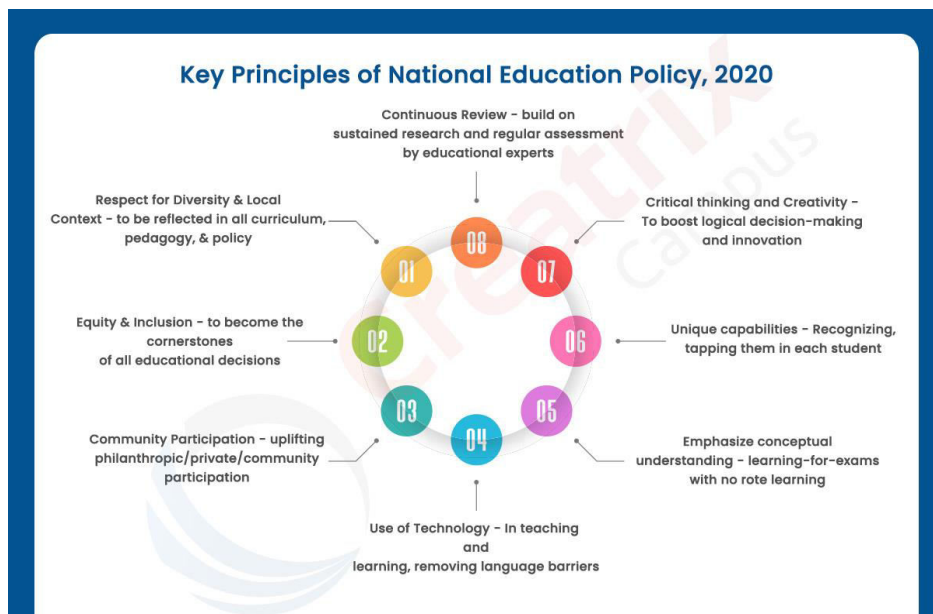 Key Principles of National Education Policy, 2020
Continuous Review - build on
sustained research and regular assessment
by educational experts
Respect for Diversity & Local
Context - to be reflected in all curriculum,
pedagogy, & policy
Critical thinking and Creativity -
To boost logical decision-making
and innovation
08
01
07
Equity & Inclusion - to become the
cornerstones
of all educational decisions
02
06
Unique capabilities - Recognizing,
tapping them in each student
03
05
04
Community Participation - uplifting
philanthropic/private/community
participation
Emphasize conceptual
understanding - learning-for-exams
with no rote learning
Use of Technology - In teaching
and
learning, removing language barriers
Creatrix
Campus